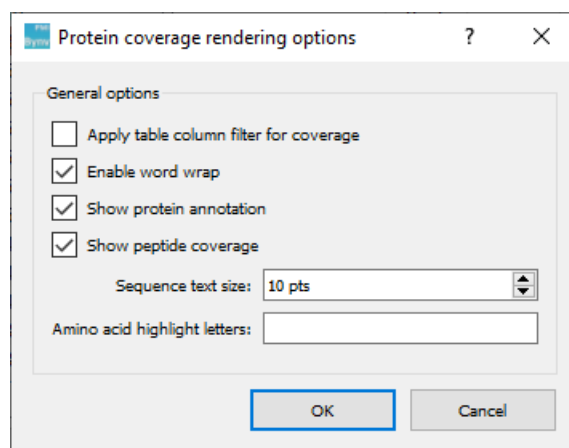 Protein coverage rendering options
General options
Apply table column filter for coverage
Enable word wrap
Show protein annotation
Show peptide coverage
Sequence text size: 10 pts
Amino acid highlight letters:
OK Cancel